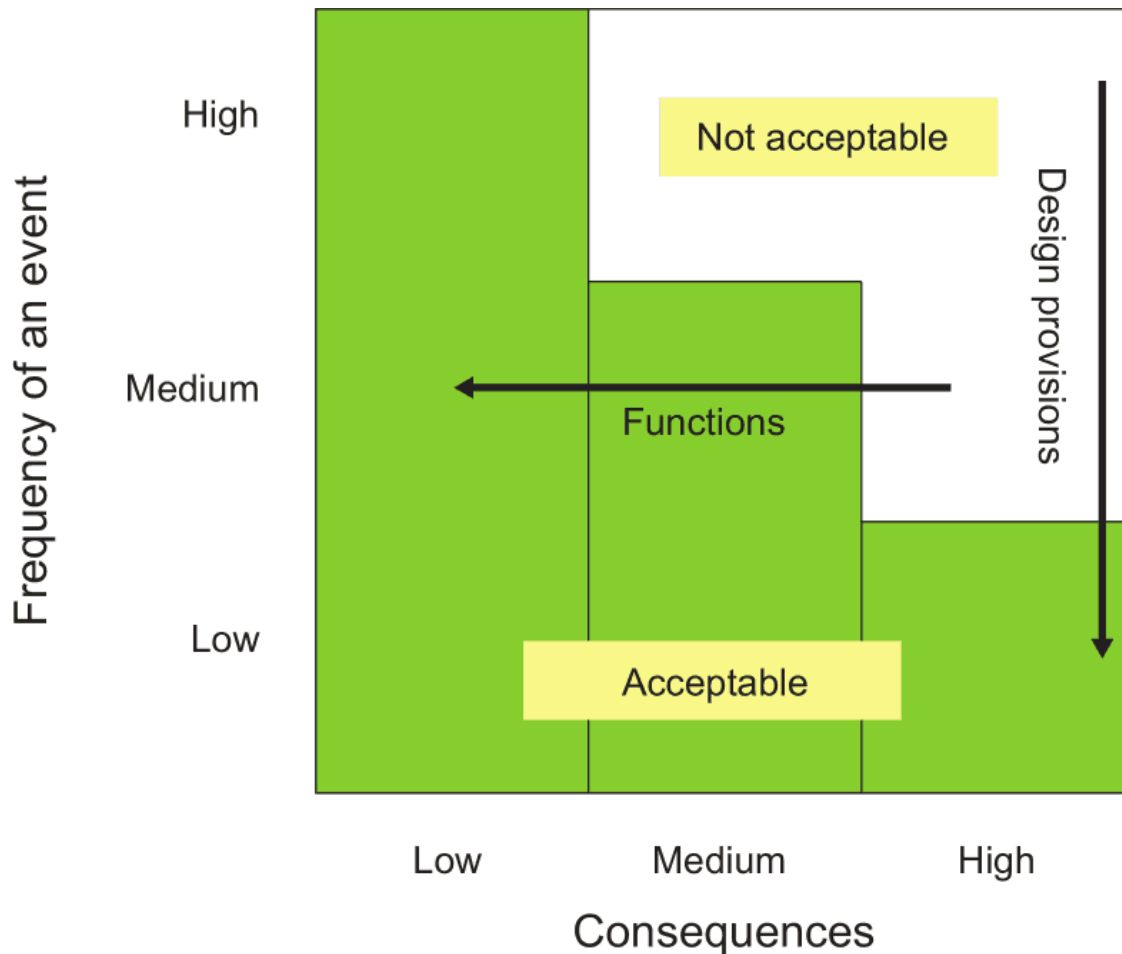 High
Not acceptable
Design provisions
Frequency of an event
Medium
Functions
Low
Acceptable
Low
Medium
High
Consequences